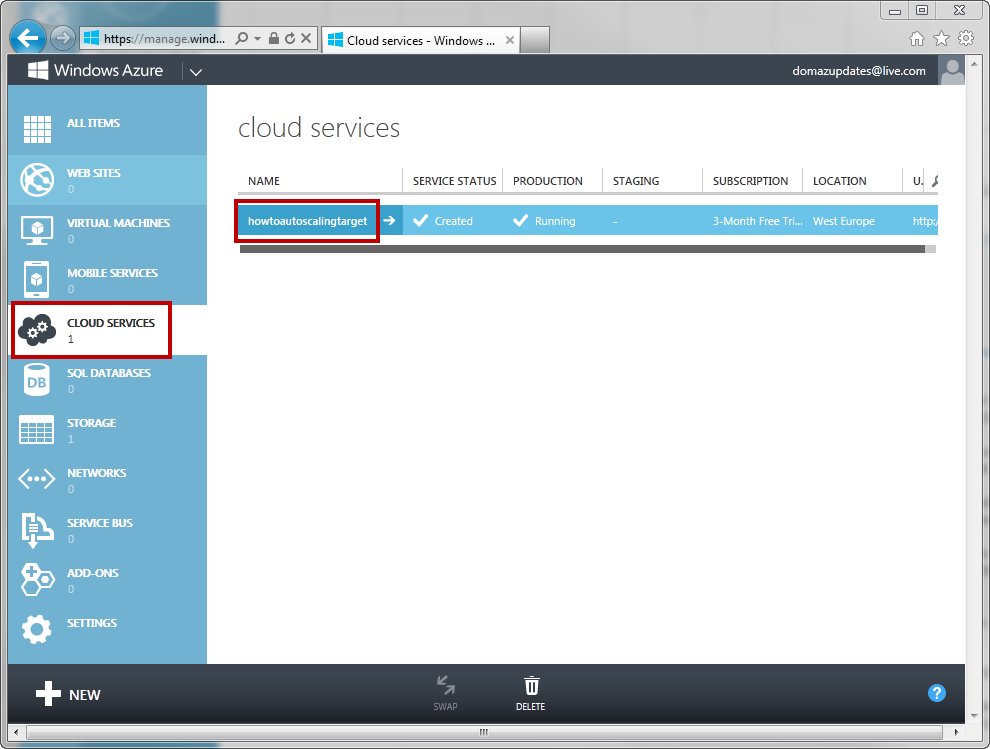 https://manage.wind...
Cloud services - Windows ...
Windows Azure
domazupdates@live.com
ALL ITEMS
WEB SITES
0
VIRTUAL MACHINES
0
MOBILE SERVICES
0
CLOUD SERVICES
1
SQL DATABASES
0
DB
STORAGE
1
NETWORKS
0
SERVICE BUS
0
ADD-ONS
0
SETTINGS
cloud services
NAME SERVICE STATUS PRODUCTION STAGING SUBSCRIPTION LOCATION U.
howtoautoscalingtarget Created Running - 3-Month Free Tri... West Europe http:/
NEW
SWAP
DELETE
?